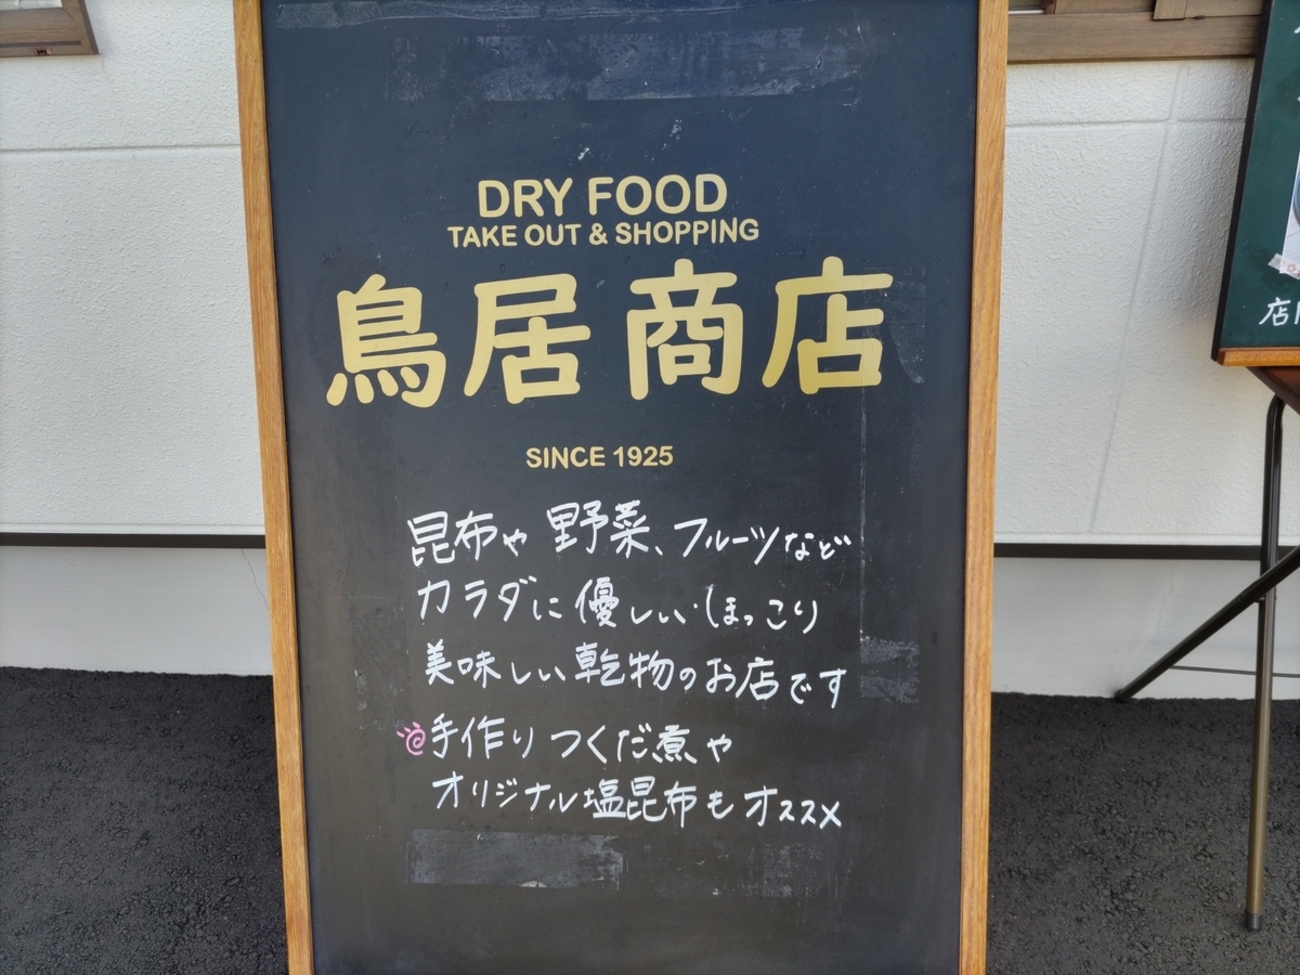 DRY FOOD
TAKE OUT & SHOPPING
鳥居商店
SINCE 1925
昆布や野菜、フルーツなど
カラダに優しい・ほっこり
美味しい乾物のお店です
手作りつくだ煮や
オリジナル塩昆布もオススメ
店